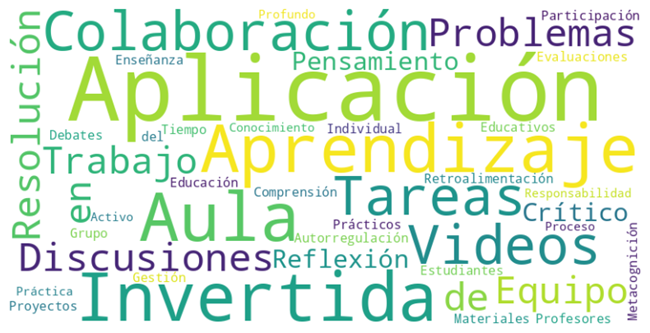 Profundo
Participación
Colaboración
Problemas
Enseñanza
Pensamiento
Evaluaciones
Resolución
Aplicación
Debates
del
Tiempo
Conocimiento
Individual
Educativos
Trabajo
Aprendizaje
Educación
Comprensión
Retroalimentación
en
Tareas
Responsabilidad
Activo
Aula
Prácticos
Crítico
Grupo
Autorregulación
Videos
Proceso
Metacognición
Discusiones
Reflexión
Estudiantes
Gestión
Práctica
Invertida
de
Equipo
Proyectos
Materiales
Profesores